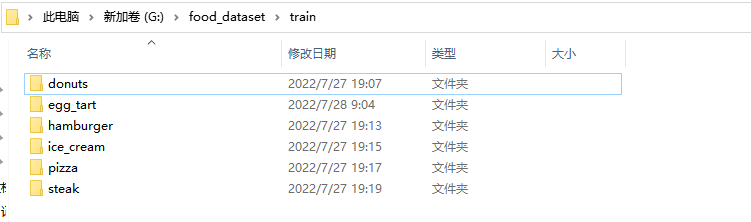 此电脑 > 新加卷 (G:) > food_dataset > train
名称 修改日期 类型 大小
donuts 2022/7/27 19:07 文件夹
egg_tart 2022/7/28 9:04 文件夹
hamburger 2022/7/27 19:13 文件夹
ice_cream 2022/7/27 19:15 文件夹
pizza 2022/7/27 19:17 文件夹
steak 2022/7/27 19:19 文件夹